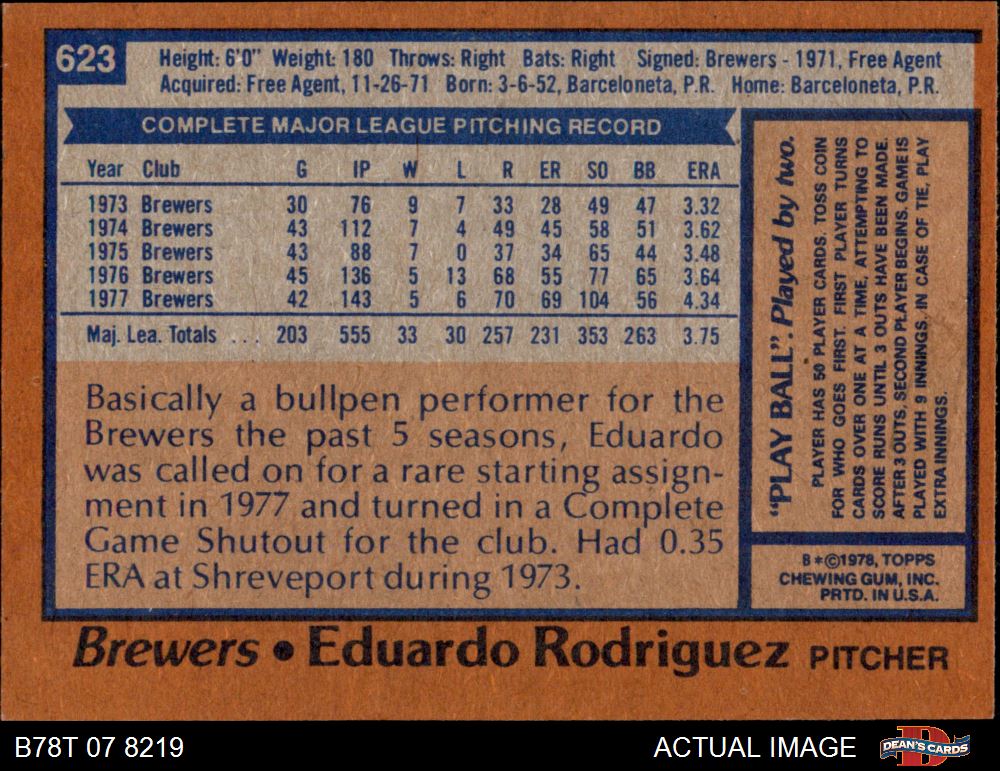 623
Height: 6'0" Weight: 180 Throws: Right Bats: Right Signed: Brewers - 1971, Free Agent
Acquired: Free Agent, 11-26-71 Born: 3-6-52, Barceloneta, P.R. Home: Barceloneta, P.R.
COMPLETE MAJOR LEAGUE PITCHING RECORD
Year Club G IP W L R ER SO BB ERA
1973 Brewers 30 76 9 7 33 28 49 47 3.32
1974 Brewers 43 112 7 4 49 45 58 51 3.62
1975 Brewers 43 88 7 0 37 34 65 44 3.48
1976 Brewers 45 136 5 13 68 55 77 65 3.64
1977 Brewers 42 143 5 6 70 69 104 56 4.34
Maj. Lea. Totals ... 203 555 33 30 257 231 353 263 3.75
Basically a bullpen performer for the
Brewers the past 5 seasons, Eduardo
was called on for a rare starting assign-
ment in 1977 and turned in a Complete
Game Shutout for the club. Had 0.35
ERA at Shreveport during 1973.
"PLAY BALL". Played by two.
PLAYER HAS 50 PLAYER CARDS. TOSS COIN
FOR WHO GOES FIRST. FIRST PLAYER TURNS
CARDS OVER ONE AT A TIME, ATTEMPTING TO
SCORE RUNS UNTIL 3 OUTS HAVE BEEN MADE.
AFTER 3 OUTS, SECOND PLAYER BEGINS. GAME IS
PLAYED WITH 9 INNINGS. IN CASE OF TIE, PLAY
EXTRA INNINGS.
B*©1978, TOPPS
CHEWING GUM, INC.
PRTD. IN U.S.A.
Brewers • Eduardo Rodriguez PITCHER
B78T 07 8219
ACTUAL IMAGE
DEAN'S CARDS